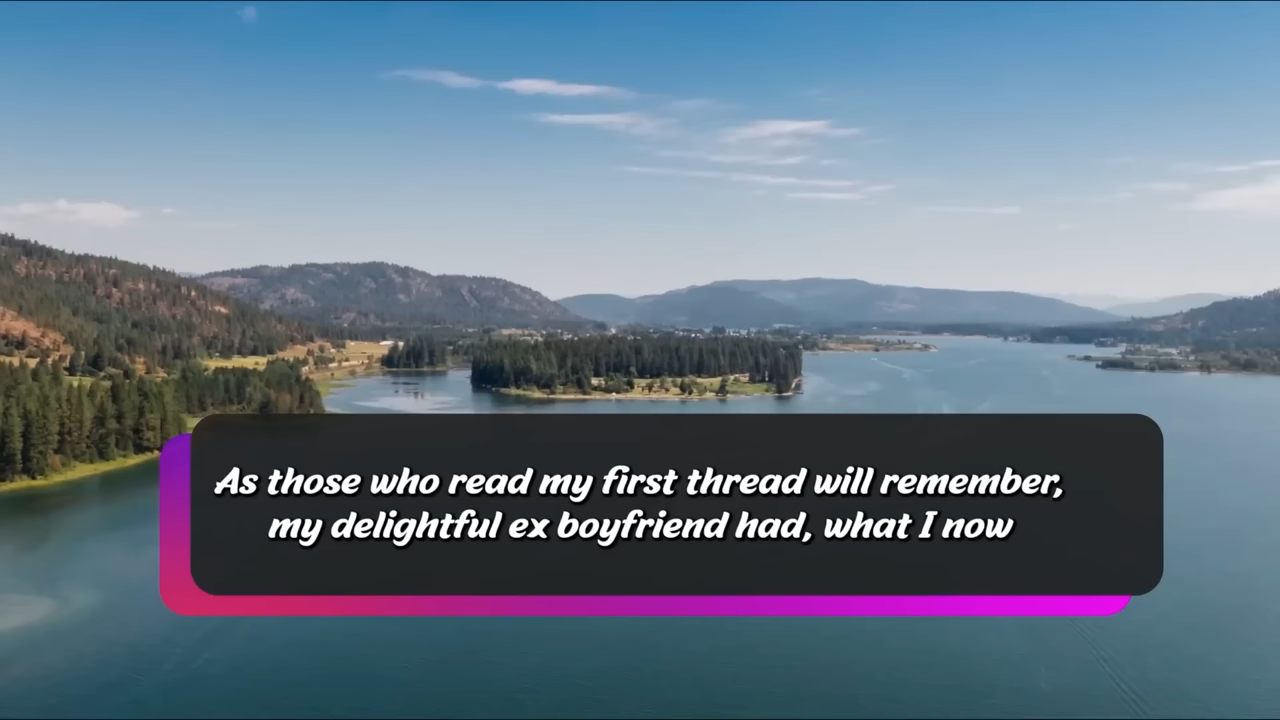 As those who read my first thread will remember,
my delightful ex boyfriend had, what I now